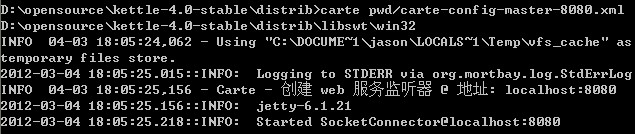 D:\opensource\kettle-4.0-stable\distrib>carte pwd/carte-config-master-8080.xml
D:\opensource\kettle-4.0-stable\distrib\libswt\win32
INFO  04-03 18:05:24,062 - Using "C:\DOCUME~1\jason\LOCALS~1\Temp\vfs_cache" as
temporary files store.
2012-03-04 18:05:25.015::INFO:  Logging to STDERR via org.mortbay.log.StdErrLog
INFO  04-03 18:05:25,156 - Carte - 创建 web 服务监听器 @ 地址: localhost:8080
2012-03-04 18:05:25.156::INFO:  jetty-6.1.21
2012-03-04 18:05:25.218::INFO:  Started SocketConnector@localhost:8080